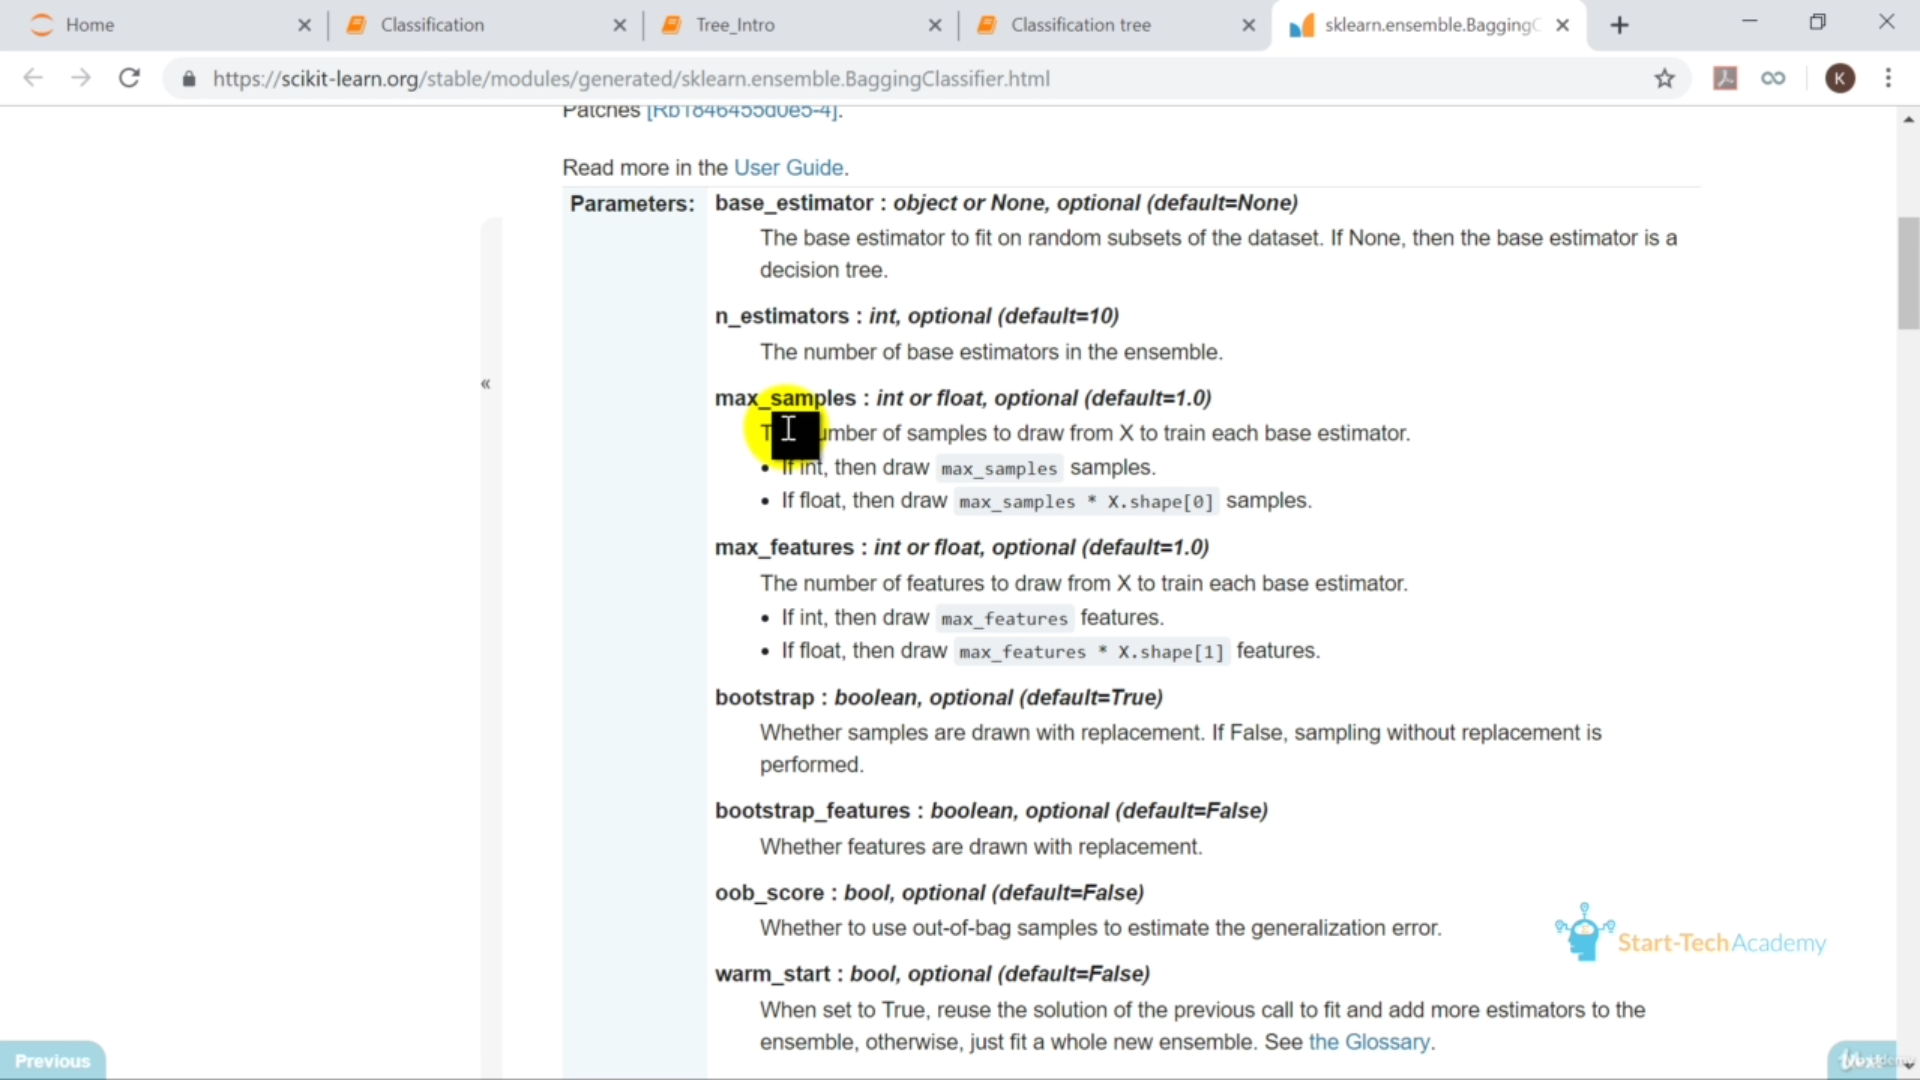 Home
Classification
Tree_Intro
Classification tree
sklearn.ensemble.BaggingC
https://scikit-learn.org/stable/modules/generated/sklearn.ensemble.BaggingClassifier.html
K
Patches [Rb1846455d0e5-4].
Read more in the User Guide.
Parameters:
base_estimator : object or None, optional (default=None)
The base estimator to fit on random subsets of the dataset. If None, then the base estimator is a
decision tree.
n_estimators : int, optional (default=10)
The number of base estimators in the ensemble.
«
max_samples : int or float, optional (default=1.0)
umber of samples to draw from X to train each base estimator.
• If int, then draw max_samples samples.
• If float, then draw max_samples * X.shape[0] samples.
max_features : int or float, optional (default=1.0)
The number of features to draw from X to train each base estimator.
• If int, then draw max_features features.
• If float, then draw max_features * X.shape[1] features.
bootstrap : boolean, optional (default=True)
Whether samples are drawn with replacement. If False, sampling without replacement is
performed.
bootstrap_features : boolean, optional (default=False)
Whether features are drawn with replacement.
oob_score : bool, optional (default=False)
Whether to use out-of-bag samples to estimate the generalization error.
Start-Tech Academy
warm_start : bool, optional (default=False)
When set to True, reuse the solution of the previous call to fit and add more estimators to the
ensemble, otherwise, just fit a whole new ensemble. See the Glossary.
Previous